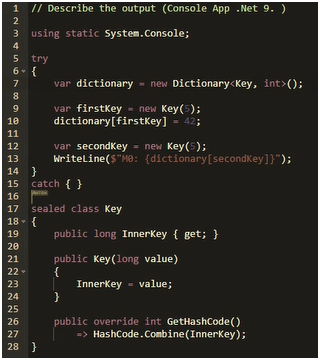 1 // Describe the output (Console App .Net 9. )
2
3 using static System.Console;
4
5 try
6 {
7 var dictionary = new Dictionary<Key, int>();
8
9 var firstKey = new Key(5);
10 dictionary[firstKey] = 42;
11
12 var secondKey = new Key(5);
13 WriteLine($"M0: {dictionary[secondKey]}");
14 }
15 catch { }
16
17 sealed class Key
18 {
19 public long InnerKey { get; }
20
21 public Key(long value)
22 {
23 InnerKey = value;
24 }
25
26 public override int GetHashCode()
27 => HashCode.Combine(InnerKey);
28 }